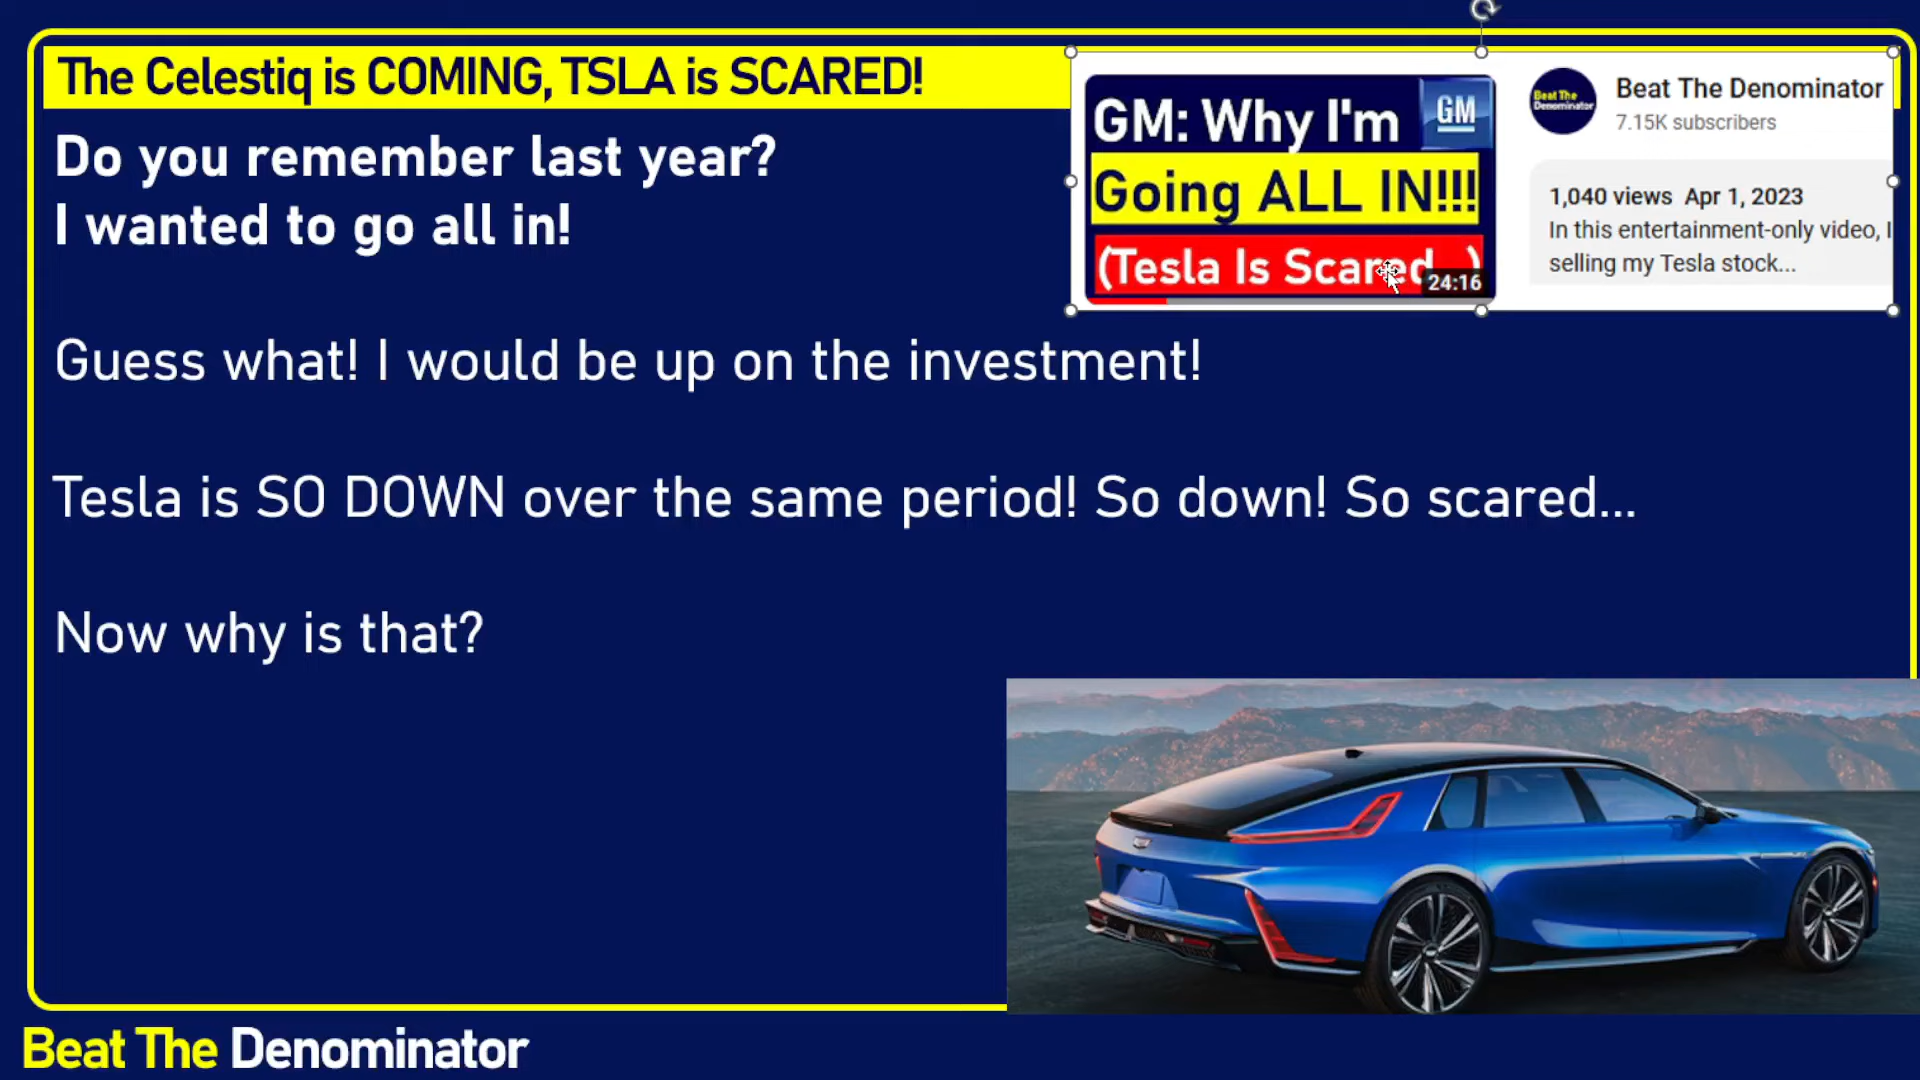 The Celestiq is COMING, TSLA is SCARED!
Do you remember last year?
I wanted to go all in!
GM: Why I'm
GM
Going ALL IN!!!
(Tesla Is Scared...)
24:16
Beat The
Denominator
Beat The Denominator
7.15K subscribers
1,040 views Apr 1, 2023
In this entertainment-only video, I
selling my Tesla stock...
Guess what! I would be up on the investment!
Tesla is SO DOWN over the same period! So down! So scared...
Now why is that?
Beat The Denominator